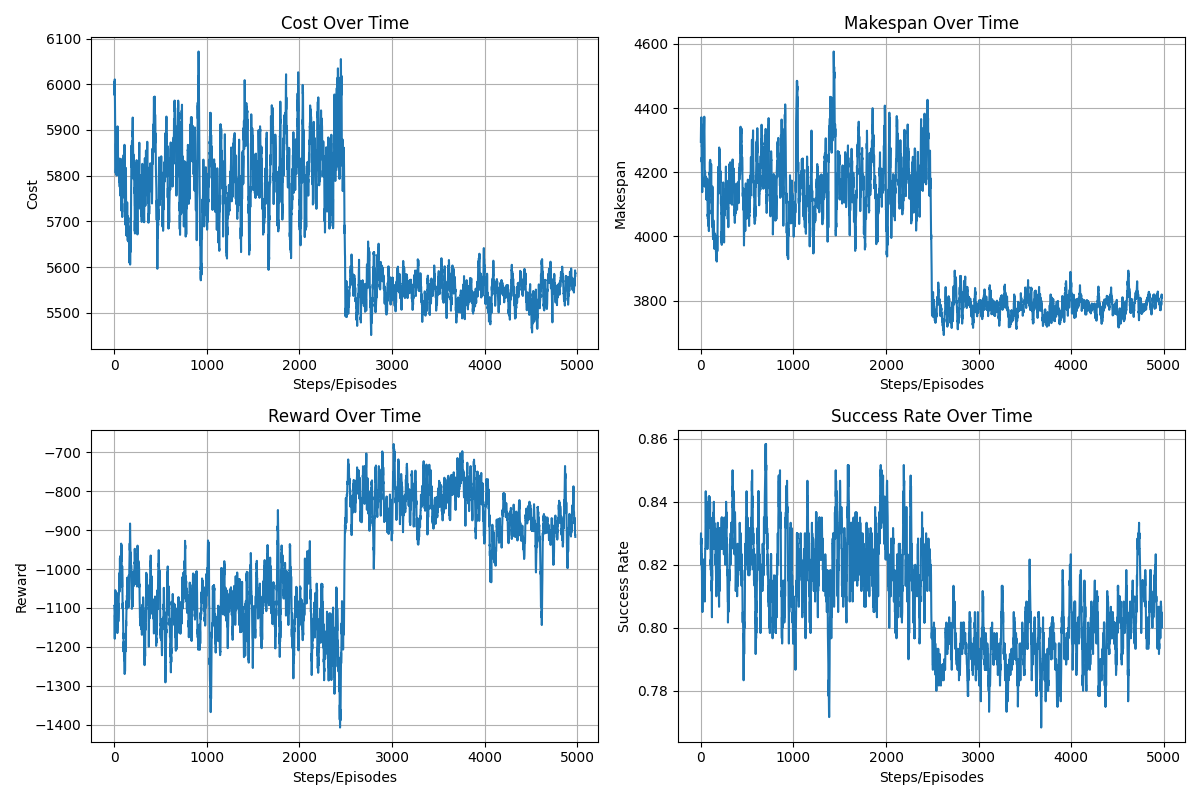 Cost Over Time
Cost
6100
6000
5900
5800
5700
5600
5500
0 1000 2000 3000 4000 5000
Steps/Episodes
Makespan Over Time
Makespan
4600
4400
4200
4000
3800
0 1000 2000 3000 4000 5000
Steps/Episodes
Reward Over Time
Reward
−700
−800
−900
−1000
−1100
−1200
−1300
−1400
0 1000 2000 3000 4000 5000
Steps/Episodes
Success Rate Over Time
Success Rate
0.86
0.84
0.82
0.80
0.78
0 1000 2000 3000 4000 5000
Steps/Episodes